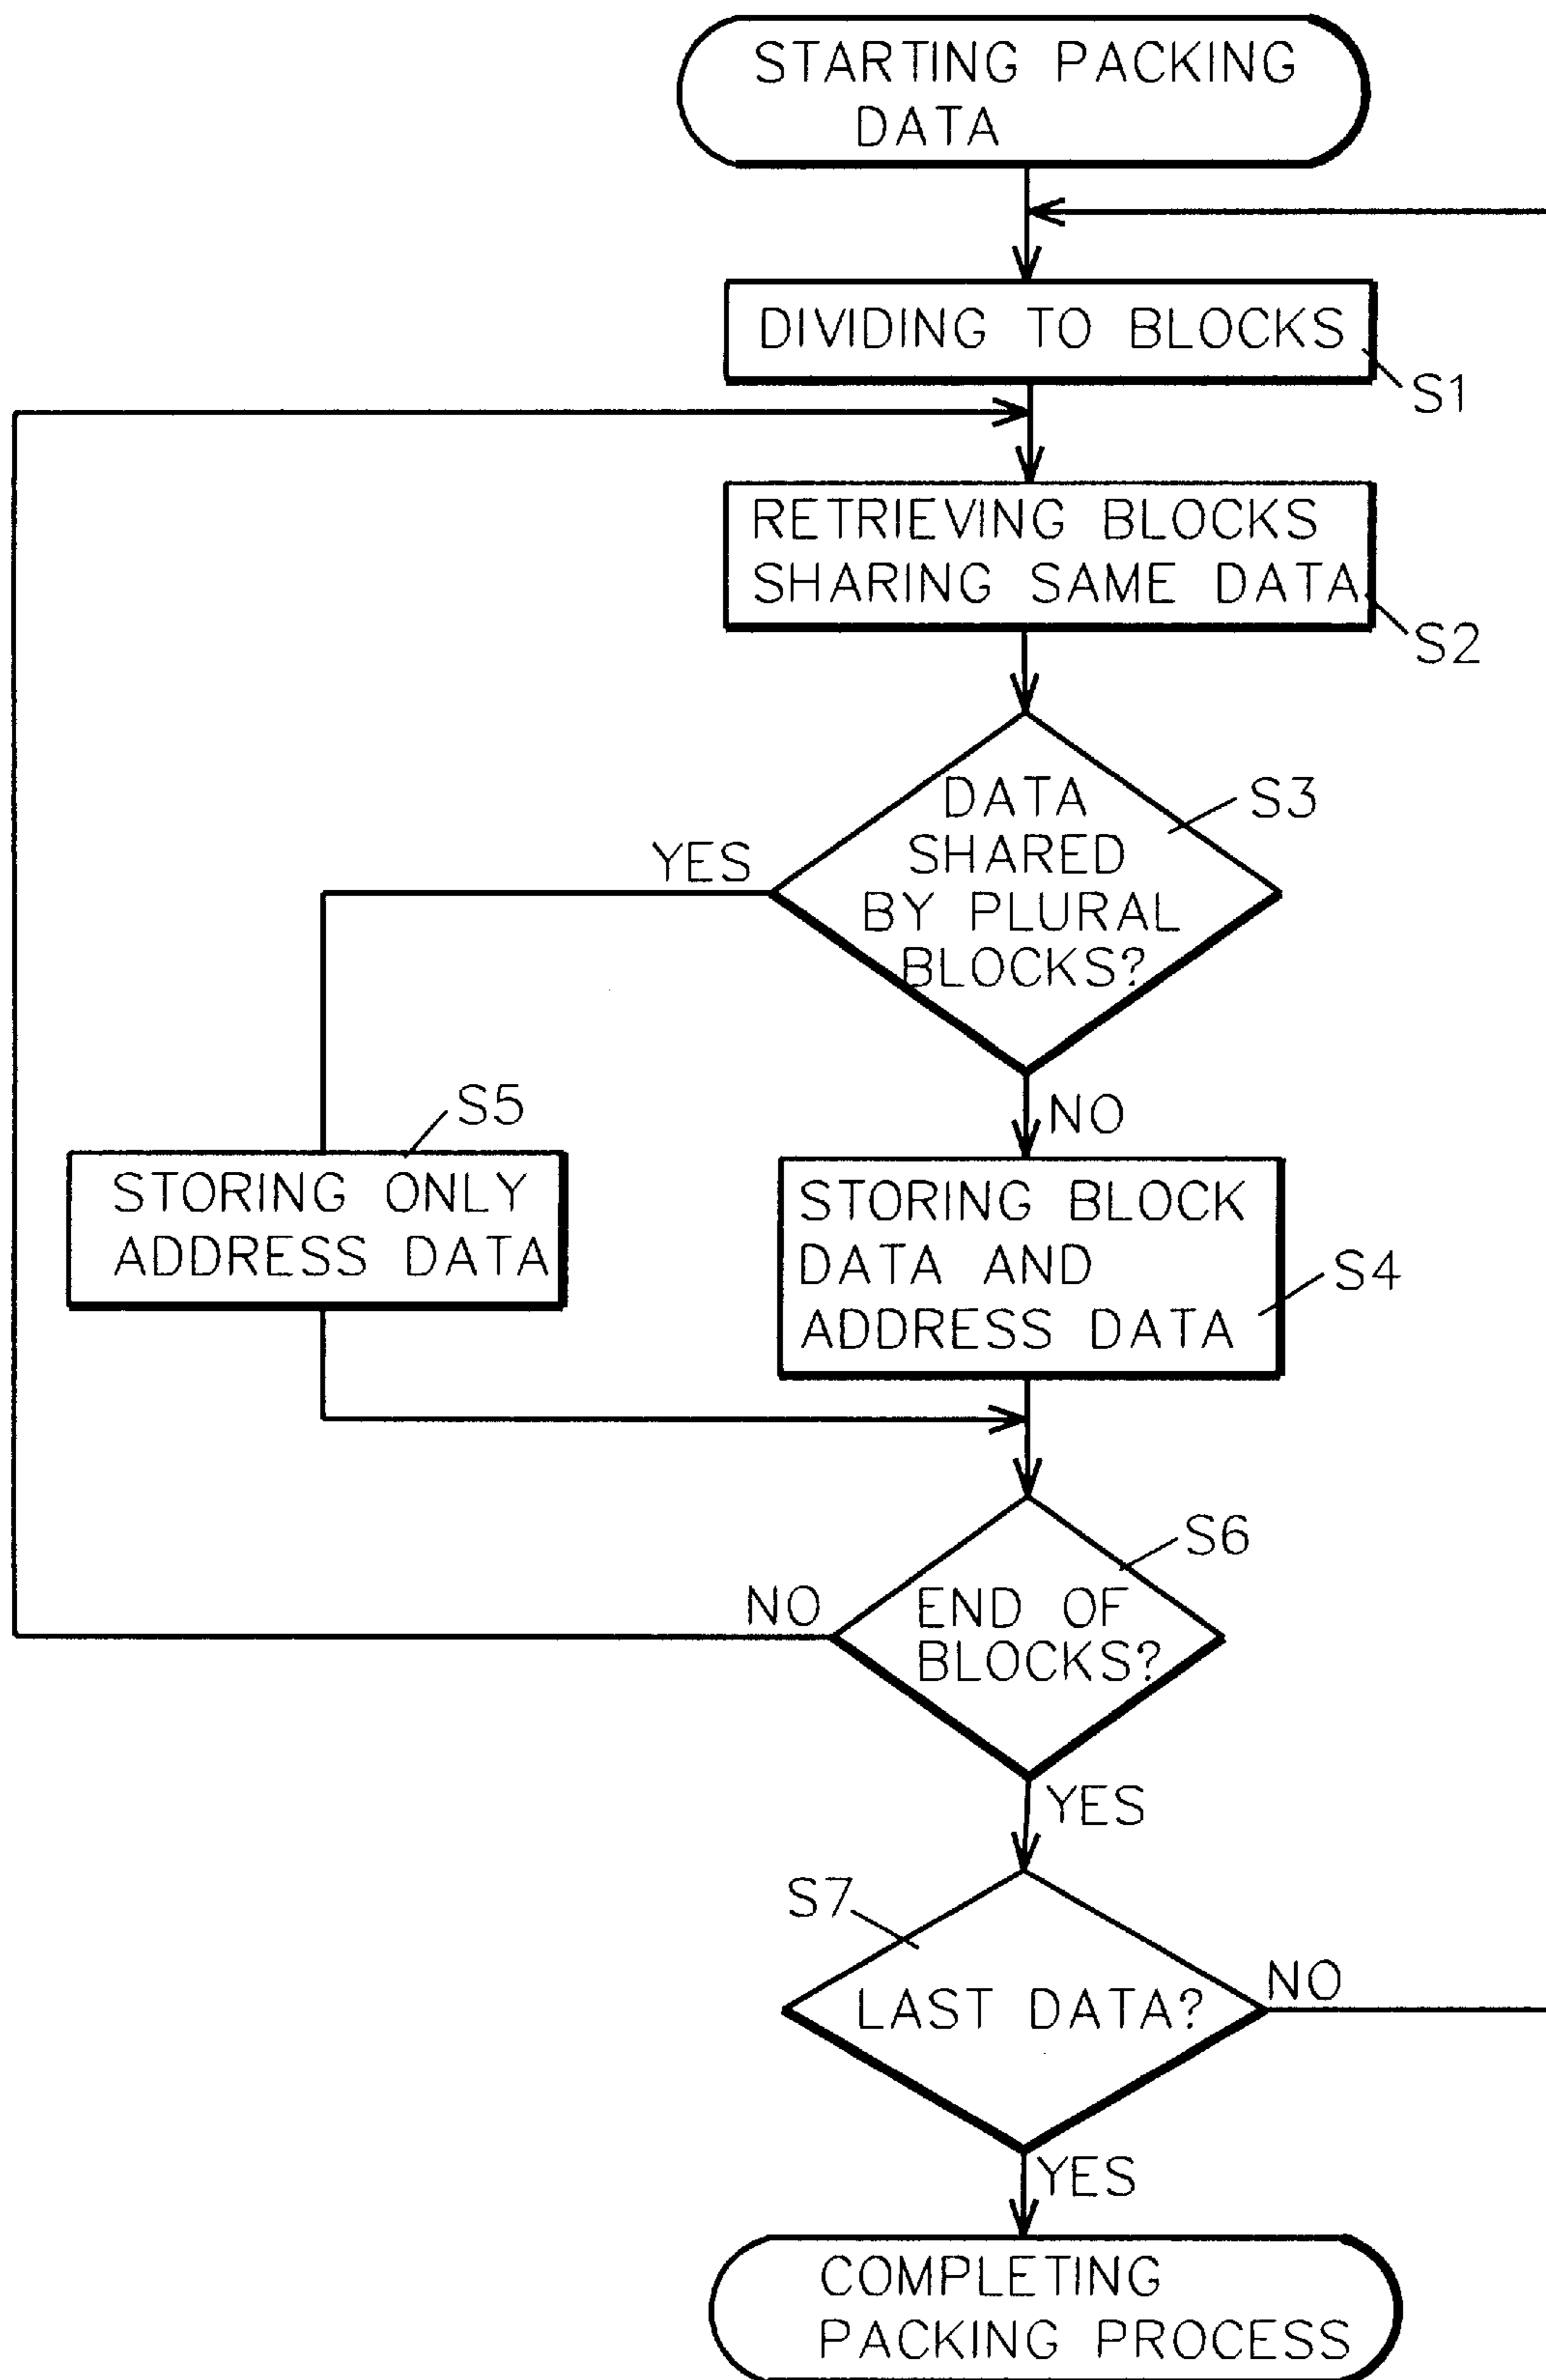 STARTING PACKING
DATA
DIVIDING TO BLOCKS
S1
RETRIEVING BLOCKS
SHARING SAME DATA
S2
DATA
SHARED
BY PLURAL
BLOCKS?
S3
YES
NO
S5
STORING ONLY
ADDRESS DATA
STORING BLOCK
DATA AND
ADDRESS DATA
S4
S6
END OF
BLOCKS?
NO
YES
S7
LAST DATA?
NO
YES
COMPLETING
PACKING PROCESS